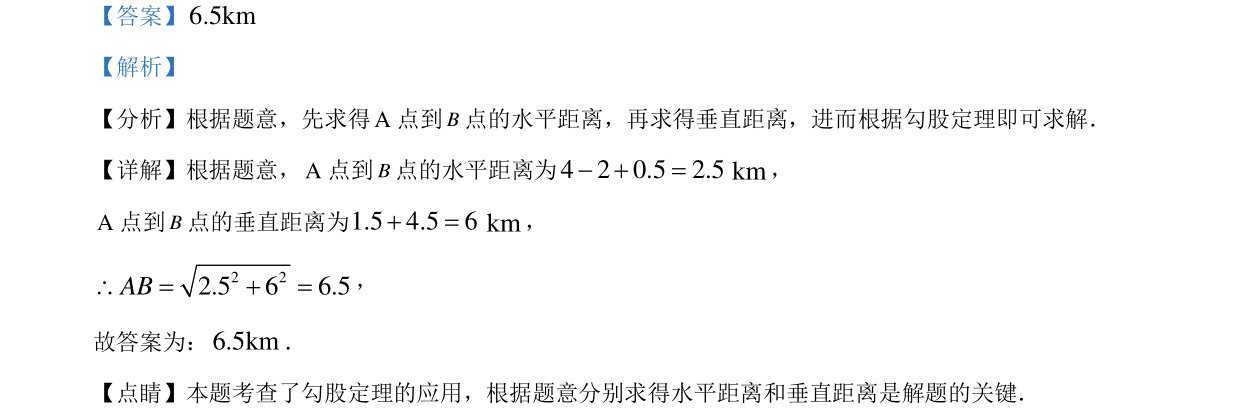 【答案】6.5km
【解析】
【分析】根据题意，先求得 A 点到 B 点的水平距离，再求得垂直距离，进而根据勾股定理即可求解．
【详解】根据题意， A 点到 B 点的水平距离为 4－2＋0.5＝2.5 km，
A 点到 B 点的垂直距离为1.5＋4.5＝6 km，
∴ AB＝√(2.5²＋6²)＝6.5，
故答案为：6.5km．
【点睛】本题考查了勾股定理的应用，根据题意分别求得水平距离和垂直距离是解题的关键．